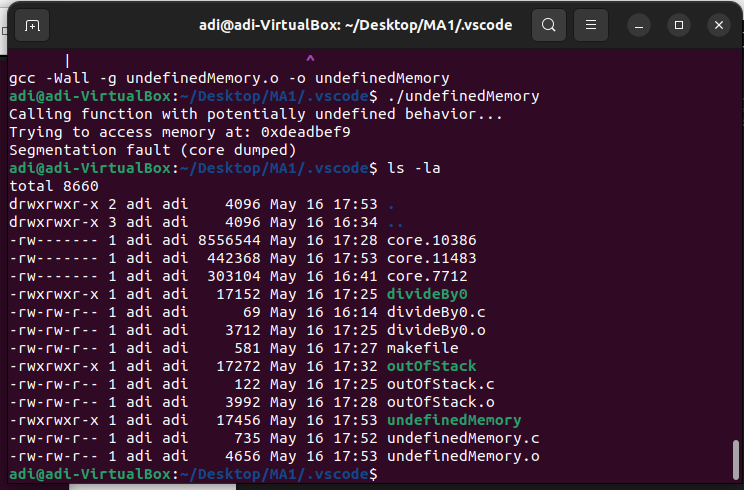 adi@adi-VirtualBox: ~/Desktop/MA1/.vscode
| ^
gcc -Wall -g undefinedMemory.o -o undefinedMemory
adi@adi-VirtualBox:~/Desktop/MA1/.vscode$ ./undefinedMemory
Calling function with potentially undefined behavior...
Trying to access memory at: 0xdeadbef9
Segmentation fault (core dumped)
adi@adi-VirtualBox:~/Desktop/MA1/.vscode$ ls -la
total 8660
drwxrwxr-x 2 adi adi    4096 May 16 17:53 .
drwxrwxr-x 3 adi adi    4096 May 16 16:34 ..
-rw------- 1 adi adi 8556544 May 16 17:28 core.10386
-rw------- 1 adi adi  442368 May 16 17:53 core.11483
-rw------- 1 adi adi  303104 May 16 16:41 core.7712
-rwxrwxr-x 1 adi adi   17152 May 16 17:25 divideBy0
-rw-rw-r-- 1 adi adi      69 May 16 16:14 divideBy0.c
-rw-rw-r-- 1 adi adi    3712 May 16 17:25 divideBy0.o
-rw-rw-r-- 1 adi adi     581 May 16 17:27 makefile
-rwxrwxr-x 1 adi adi   17272 May 16 17:32 outOfStack
-rw-rw-r-- 1 adi adi     122 May 16 17:25 outOfStack.c
-rw-rw-r-- 1 adi adi    3992 May 16 17:28 outOfStack.o
-rwxrwxr-x 1 adi adi   17456 May 16 17:53 undefinedMemory
-rw-rw-r-- 1 adi adi     735 May 16 17:52 undefinedMemory.c
-rw-rw-r-- 1 adi adi    4656 May 16 17:53 undefinedMemory.o
adi@adi-VirtualBox:~/Desktop/MA1/.vscode$